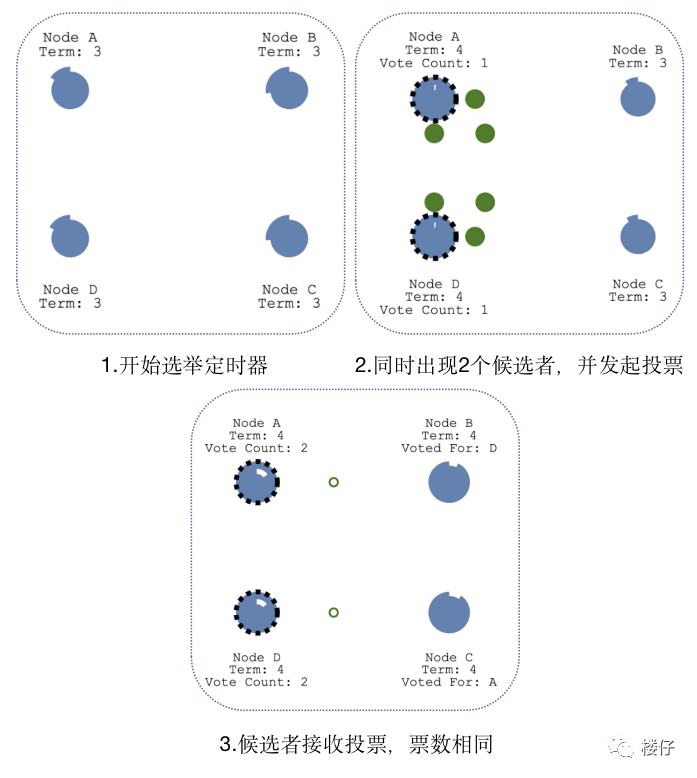 Node A
Term: 3
Node B
Term: 3
Node D
Term: 3
Node C
Term: 3
1.开始选举定时器
Node A
Term: 4
Vote Count: 1
Node B
Term: 3
Node D
Term: 4
Vote Count: 1
Node C
Term: 3
2.同时出现2个候选者，并发起投票
Node A
Term: 4
Vote Count: 2
Node B
Term: 4
Voted For: D
Node D
Term: 4
Vote Count: 2
Node C
Term: 4
Voted For: A
3.候选者接收投票，票数相同
楼仔